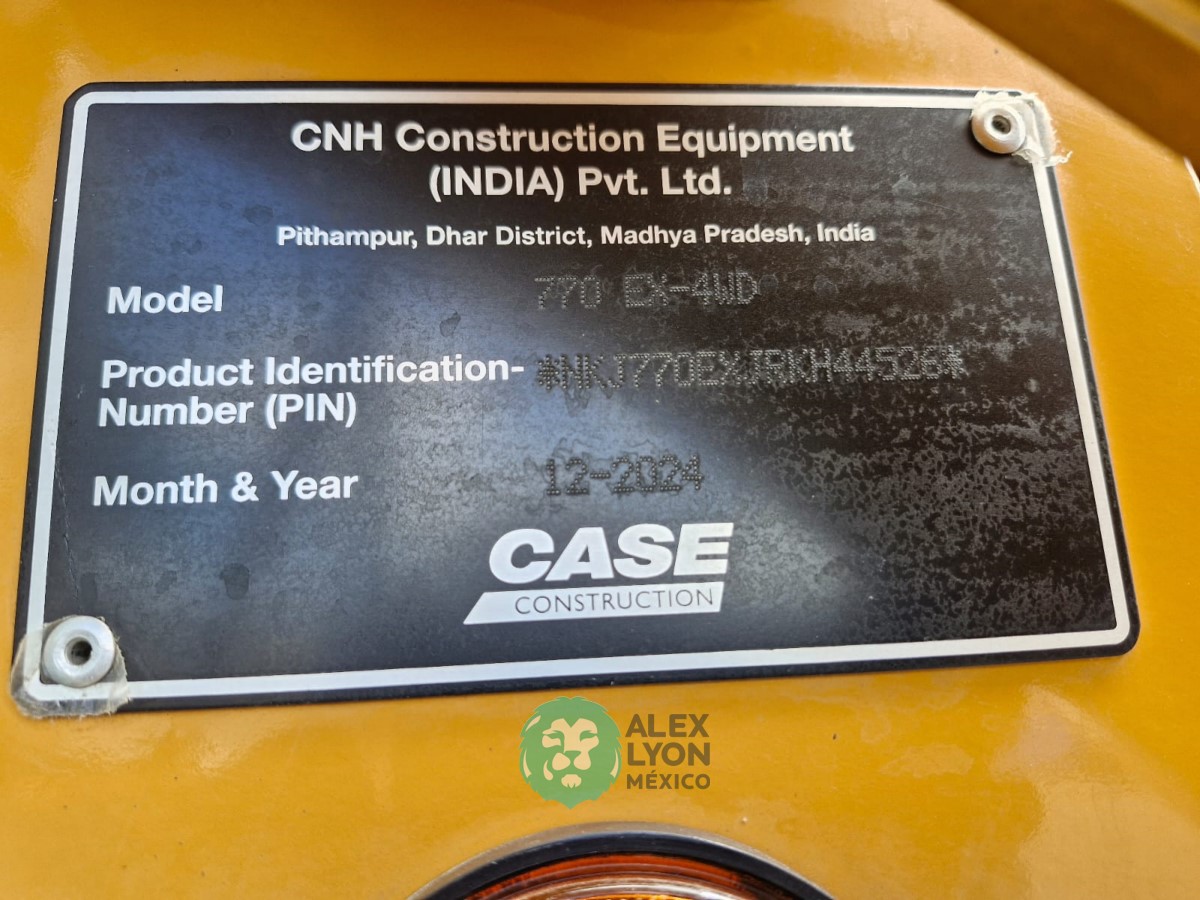 CNH Construction Equipment
(INDIA) Pvt. Ltd.
Pithampur, Dhar District, Madhya Pradesh, India
Model 770 EX-4WD
Product Identification- *NKJ770EXJRKH44526*
Number (PIN)
Month & Year 12-2024
CASE
CONSTRUCTION
ALEX
LYON
MÉXICO